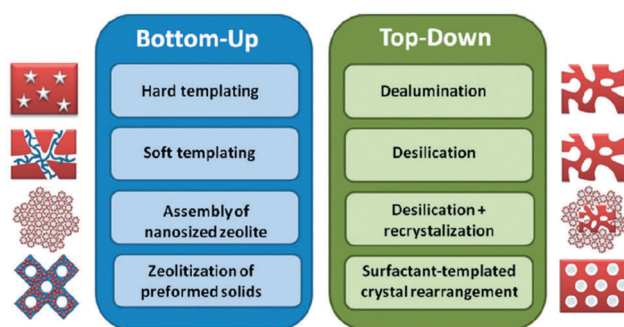 Bottom-Up
Hard templating
Soft templating
Assembly of
nanosized zeolite
Zeolitization of
preformed solids
Top-Down
Dealumination
Desilication
Desilication +
recrystalization
Surfactant-templated
crystal rearrangement